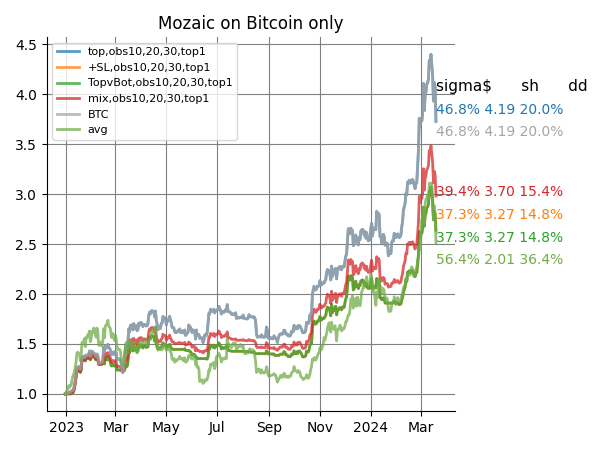 Mozaic on Bitcoin only
top,obs10,20,30,top1
+SL,obs10,20,30,top1
TopvBot,obs10,20,30,top1
mix,obs10,20,30,top1
BTC
avg
4.5
4.0
3.5
3.0
2.5
2.0
1.5
1.0
sigma$ sh dd
46.8% 4.19 20.0%
46.8% 4.19 20.0%
39.4% 3.70 15.4%
37.3% 3.27 14.8%
37.3% 3.27 14.8%
56.4% 2.01 36.4%
2023 Mar May Jul Sep Nov 2024 Mar